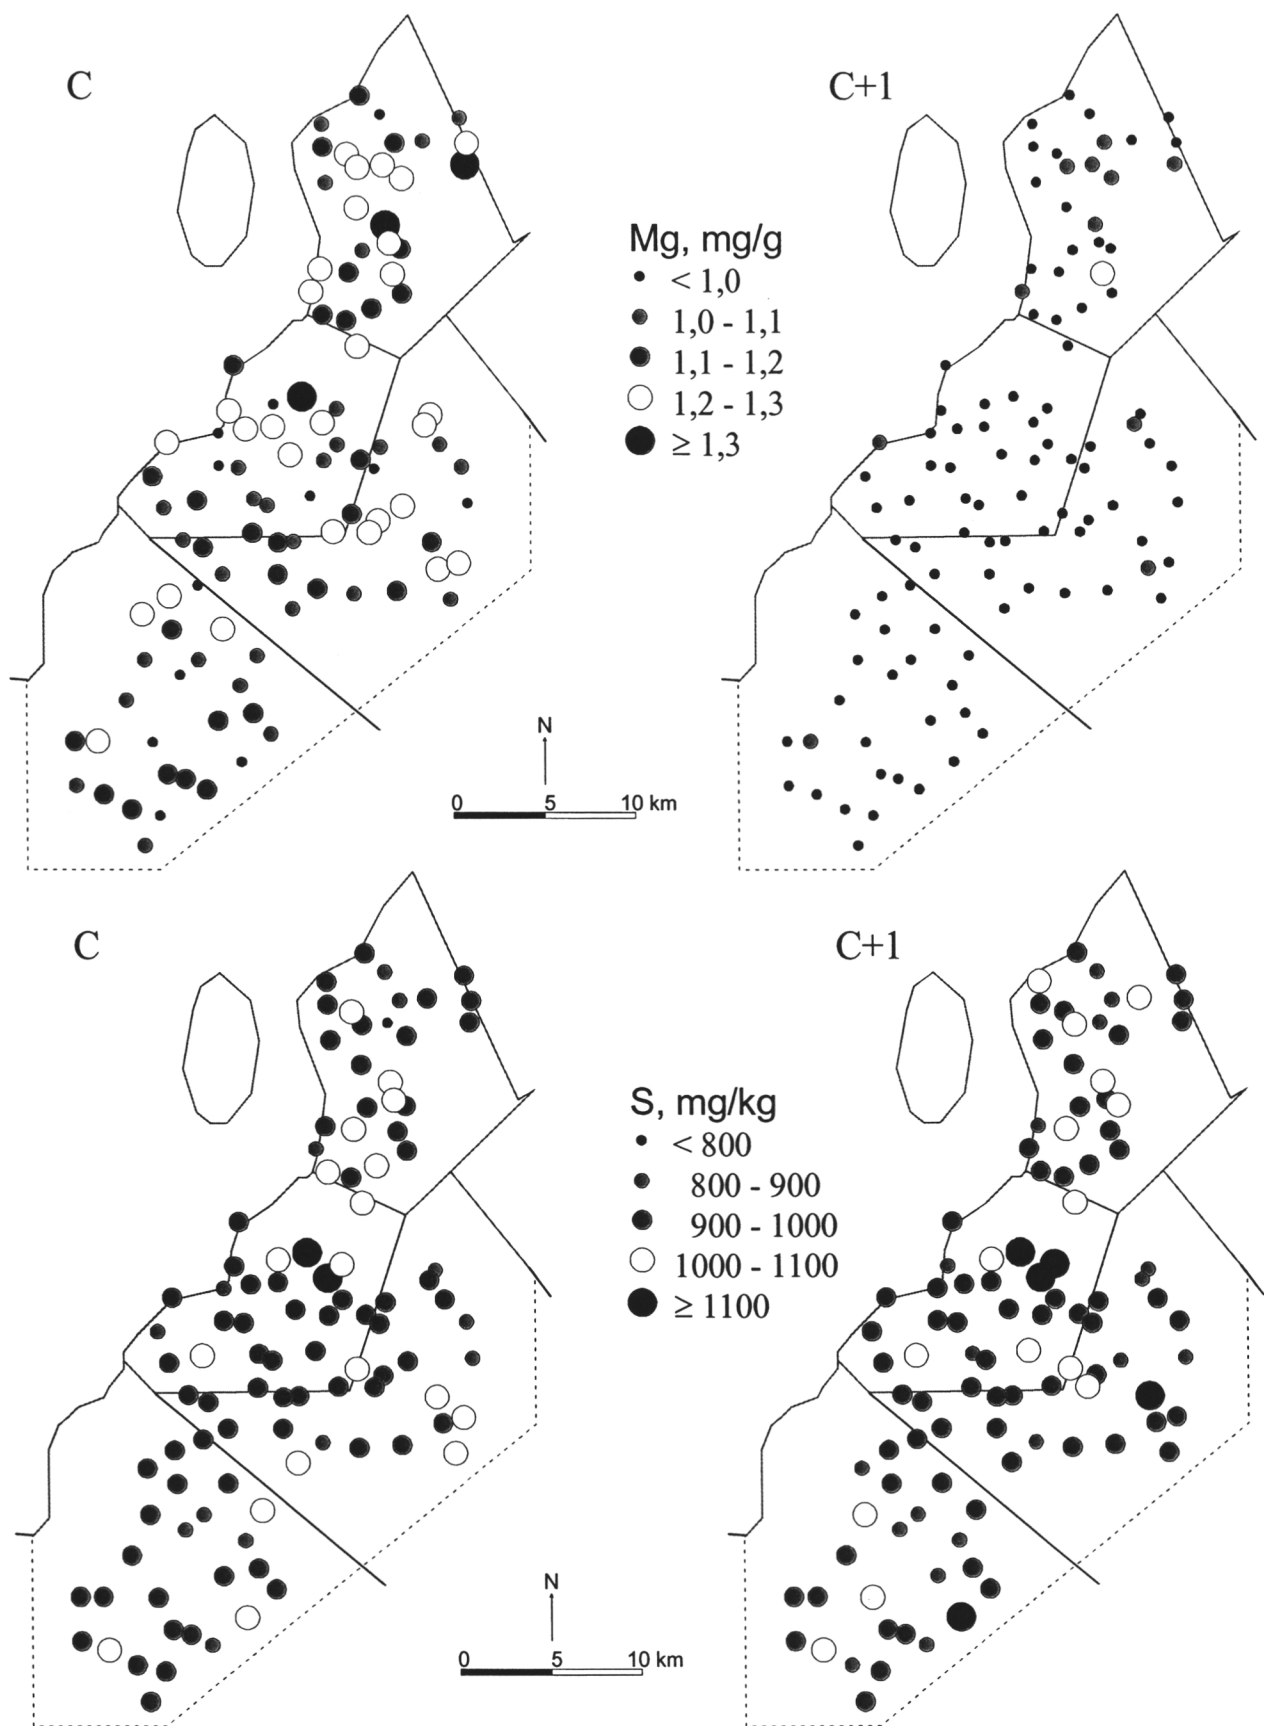 C
C+1
Mg, mg/g
< 1,0
1,0 - 1,1
1,1 - 1,2
1,2 - 1,3
≥ 1,3
N
0 5 10 km
C
C+1
S, mg/kg
< 800
800 - 900
900 - 1000
1000 - 1100
≥ 1100
N
0 5 10 km